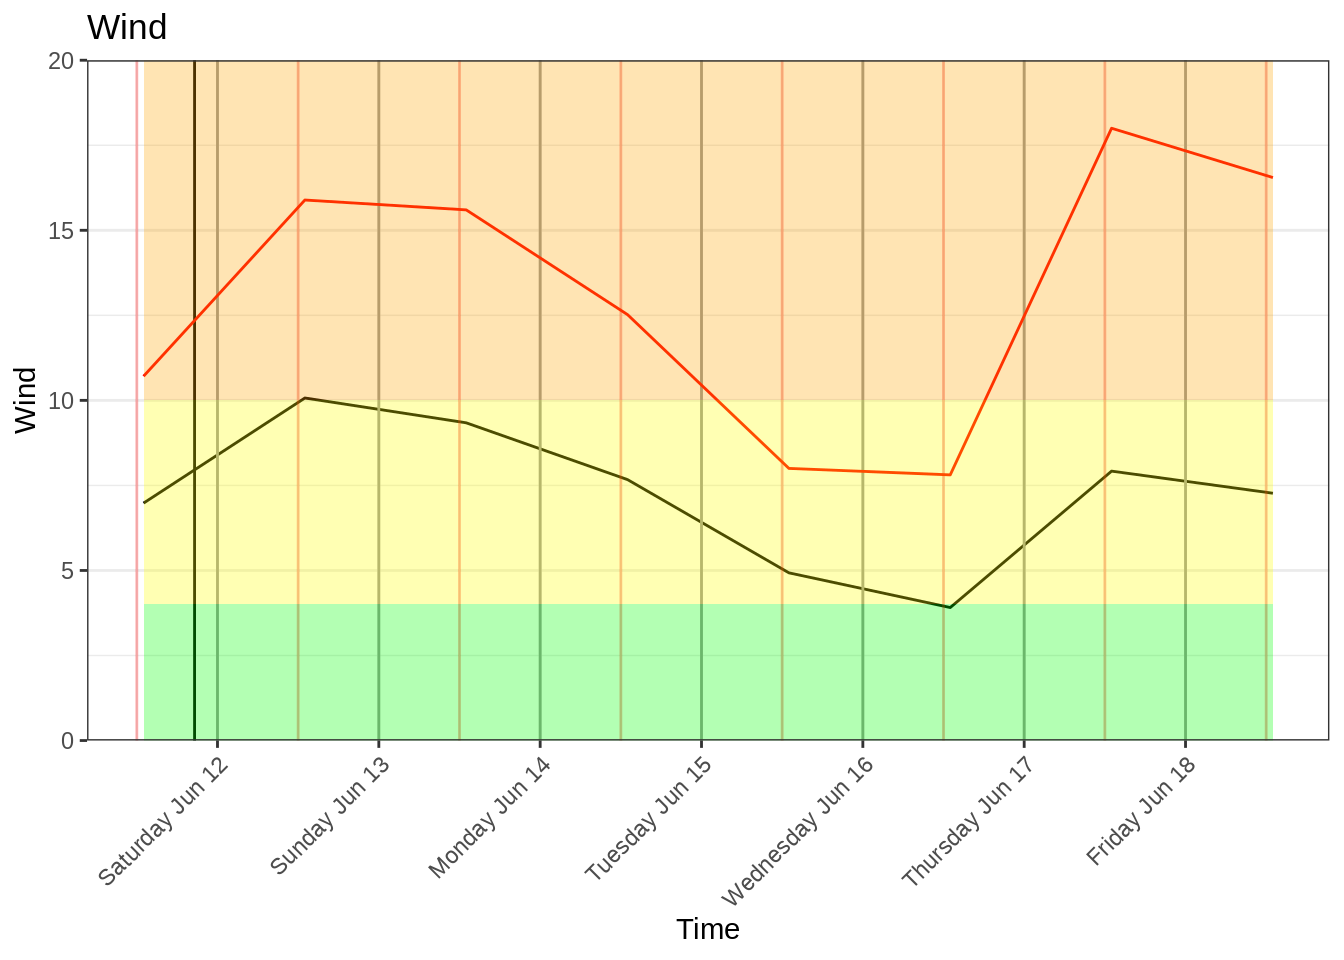 Wind
20
15
10
5
0
Wind
Saturday Jun 12
Sunday Jun 13
Monday Jun 14
Tuesday Jun 15
Wednesday Jun 16
Thursday Jun 17
Friday Jun 18
Time